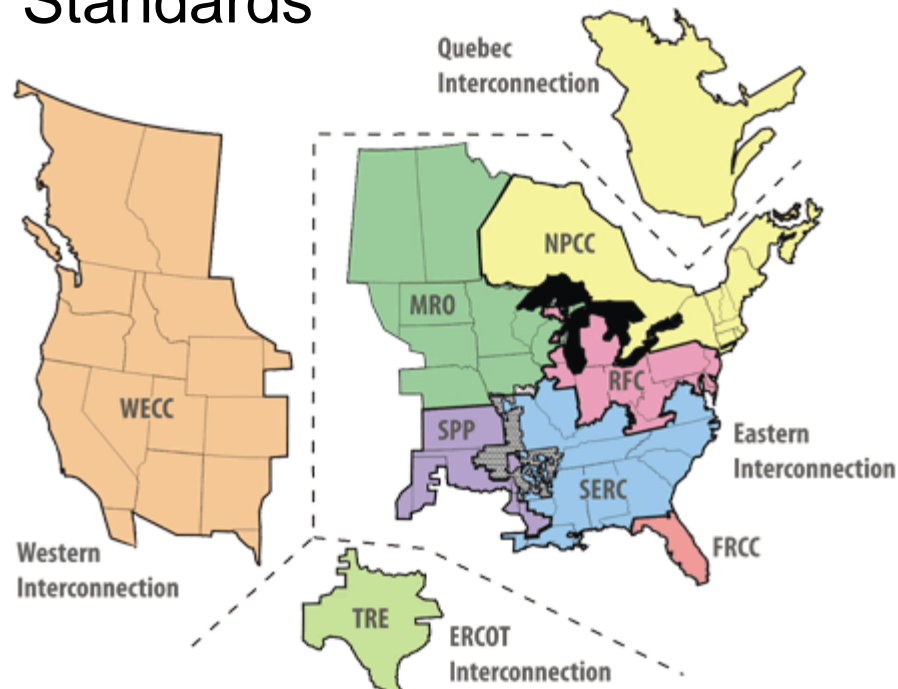 Standards
Quebec
Interconnection
NPCC
MRO
RFC
WECC
SPP
Eastern
Interconnection
SERC
Western
Interconnection
FRCC
TRE
ERCOT
Interconnection